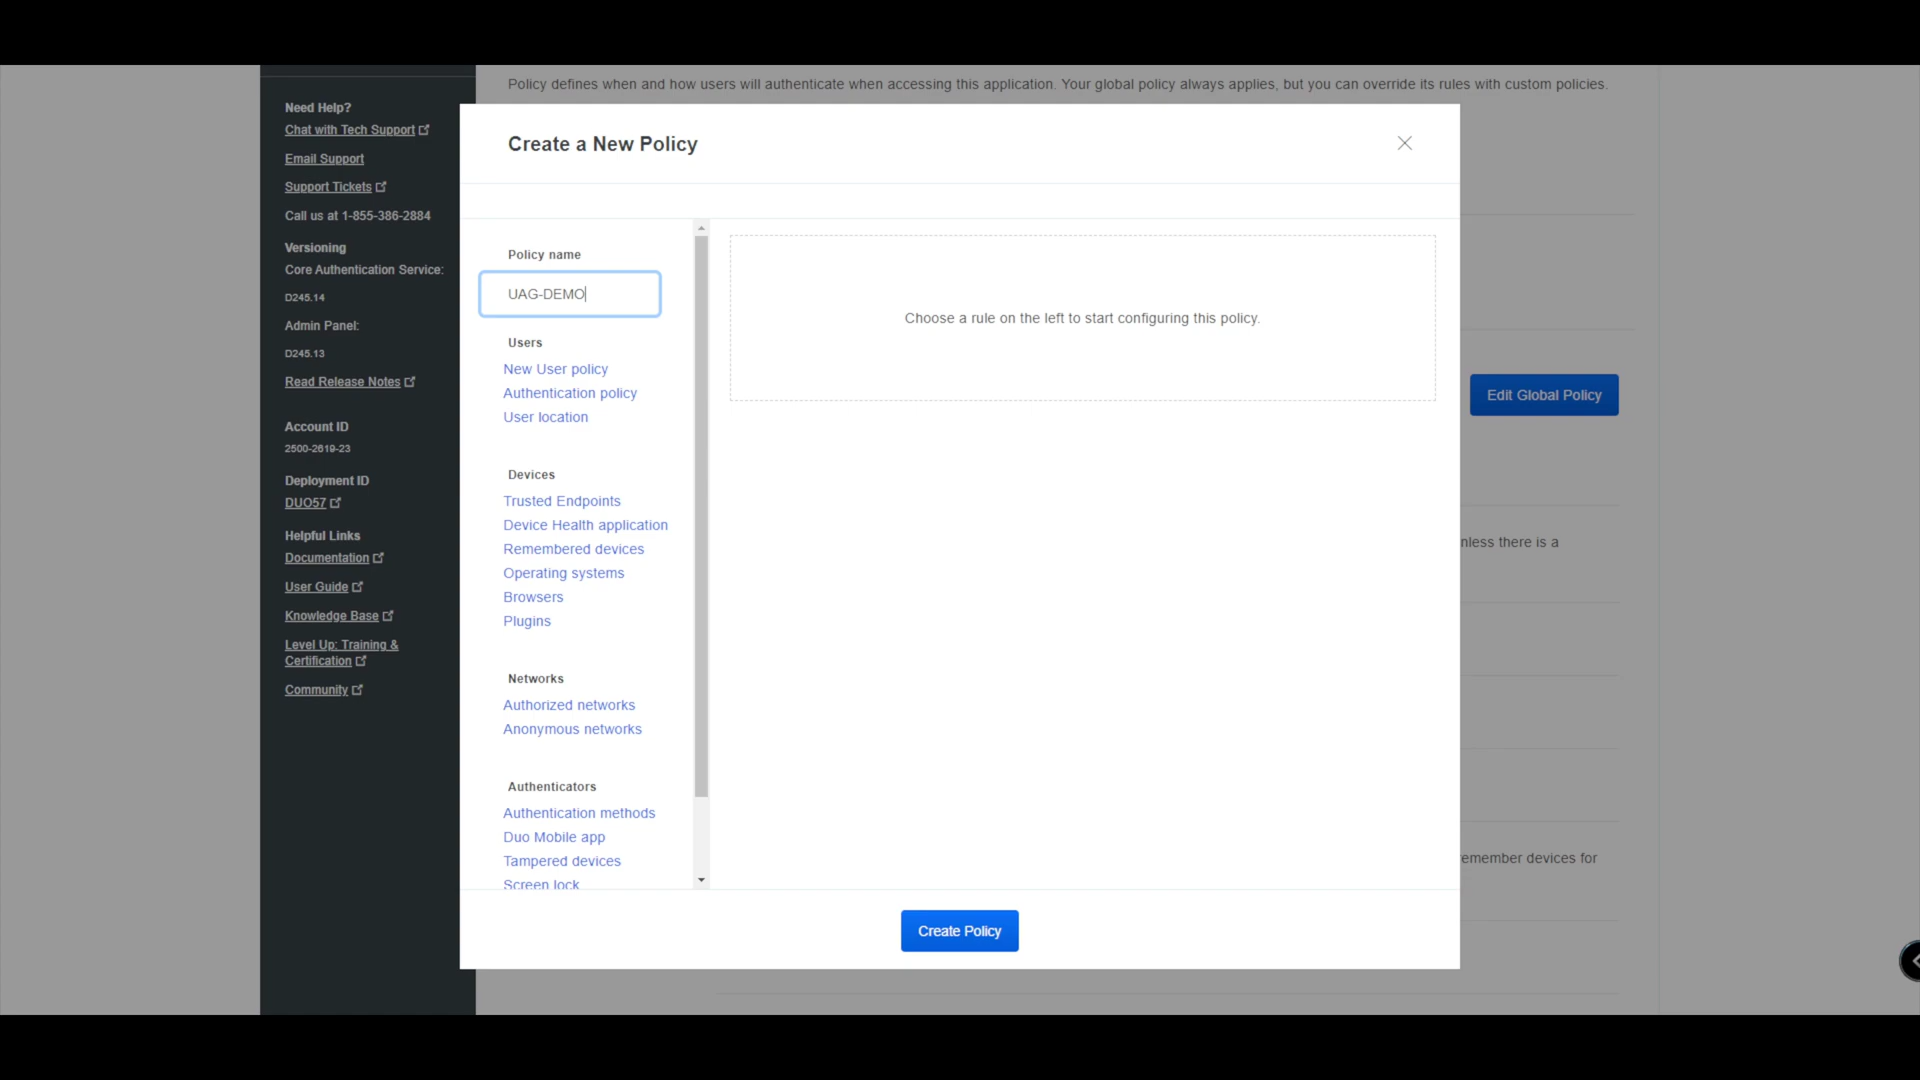 Policy defines when and how users will authenticate when accessing this application. Your global policy always applies, but you can override its rules with custom policies.
Need Help?
Chat with Tech Support
Email Support
Support Tickets
Call us at 1-855-386-2884
Versioning
Core Authentication Service:
D245.14
Admin Panel:
D245.13
Read Release Notes
Account ID
2500-2619-23
Deployment ID
DUO57
Helpful Links
Documentation
User Guide
Knowledge Base
Level Up: Training &
Certification
Community
Create a New Policy
Policy name
UAG-DEMO
Users
New User policy
Authentication policy
User location
Devices
Trusted Endpoints
Device Health application
Remembered devices
Operating systems
Browsers
Plugins
Networks
Authorized networks
Anonymous networks
Authenticators
Authentication methods
Duo Mobile app
Tampered devices
Screen lock
Choose a rule on the left to start configuring this policy.
Create Policy
Edit Global Policy
nless there is a
emember devices for